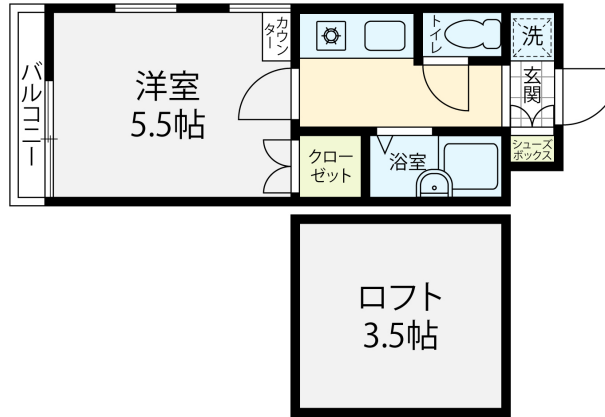 バルコニー
洋室
5.5帖
カウン
ター
トイレ
洗
玄関
シューズ
ボックス
クロー
ゼット
浴室
ロフト
3.5帖